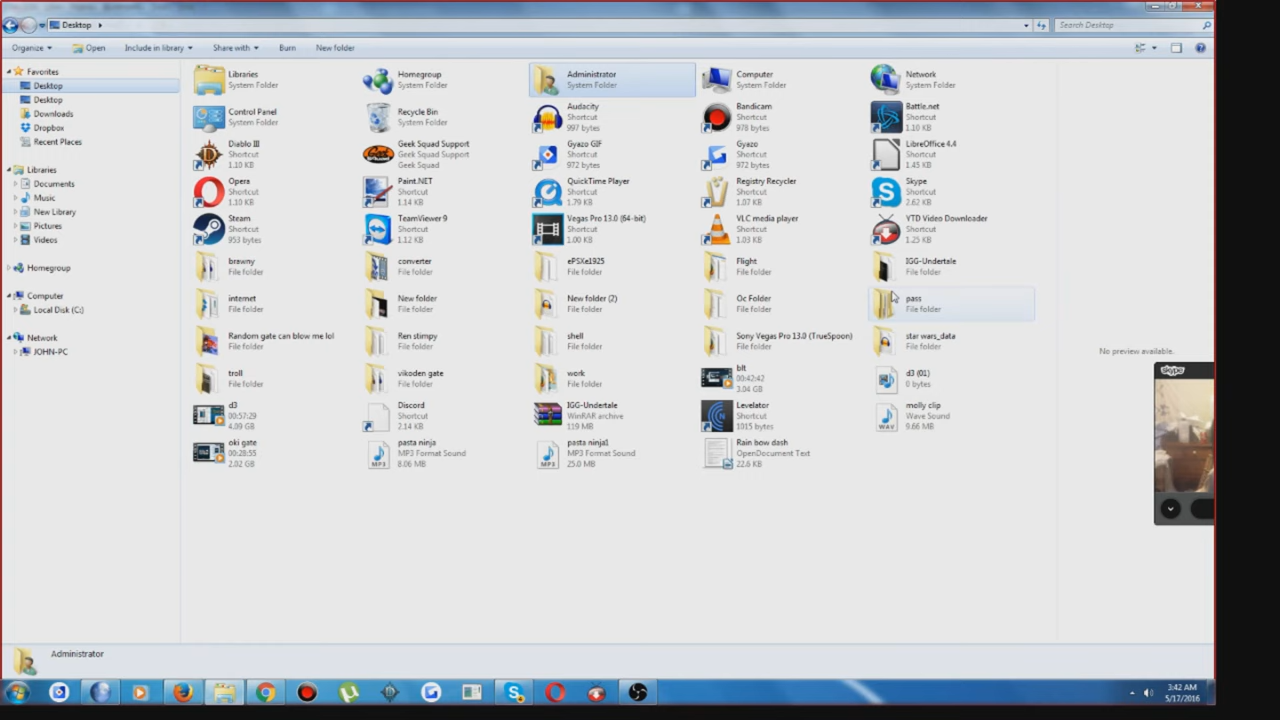 Desktop
Search Desktop
Organize
Open
Include in library
Share with
Burn
New folder
Favorites
Desktop
Desktop
Downloads
Dropbox
Recent Places
Libraries
Documents
Music
New Library
Pictures
Videos
Homegroup
Computer
Local Disk (C:)
Network
JOHN-PC
Libraries
System Folder
Homegroup
System Folder
Administrator
System Folder
Computer
System Folder
Network
System Folder
Control Panel
System Folder
Recycle Bin
System Folder
Audacity
Shortcut
997 bytes
Bandicam
Shortcut
978 bytes
Battle.net
Shortcut
1.10 KB
Diablo III
Shortcut
1.10 KB
Geek Squad Support
Geek Squad Support
Geek Squad
Gyazo GIF
Shortcut
972 bytes
Gyazo
Shortcut
972 bytes
LibreOffice 4.4
Shortcut
1.45 KB
Opera
Shortcut
1.10 KB
Paint.NET
Shortcut
1.14 KB
QuickTime Player
Shortcut
1.79 KB
Registry Recycler
Shortcut
1.07 KB
Skype
Shortcut
2.62 KB
Steam
Shortcut
953 bytes
TeamViewer 9
Shortcut
1.12 KB
Vegas Pro 13.0 (64-bit)
Shortcut
1.00 KB
VLC media player
Shortcut
1.03 KB
YTD Video Downloader
Shortcut
1.25 KB
brawny
File folder
converter
File folder
ePSXe1925
File folder
Flight
File folder
IGG-Undertale
File folder
internet
File folder
New folder
File folder
New folder (2)
File folder
Oc Folder
File folder
pass
File folder
Random gate can blow me lol
File folder
Ren stimpy
File folder
shell
File folder
Sony Vegas Pro 13.0 (TrueSpoon)
File folder
star wars_data
File folder
troll
File folder
vikoden gate
File folder
work
File folder
blt
00:42:42
3.04 GB
d3 (01)
0 bytes
d3
00:57:29
4.09 GB
Discord
Shortcut
2.14 KB
IGG-Undertale
WinRAR archive
119 MB
Levelator
Shortcut
1015 bytes
molly clip
Wave Sound
9.66 MB
oki gate
00:28:55
2.02 GB
pasta ninja
MP3 Format Sound
8.06 MB
pasta ninja1
MP3 Format Sound
25.0 MB
Rain bow dash
OpenDocument Text
22.6 KB
No preview available.
skype
Administrator
3:42 AM
5/17/2016